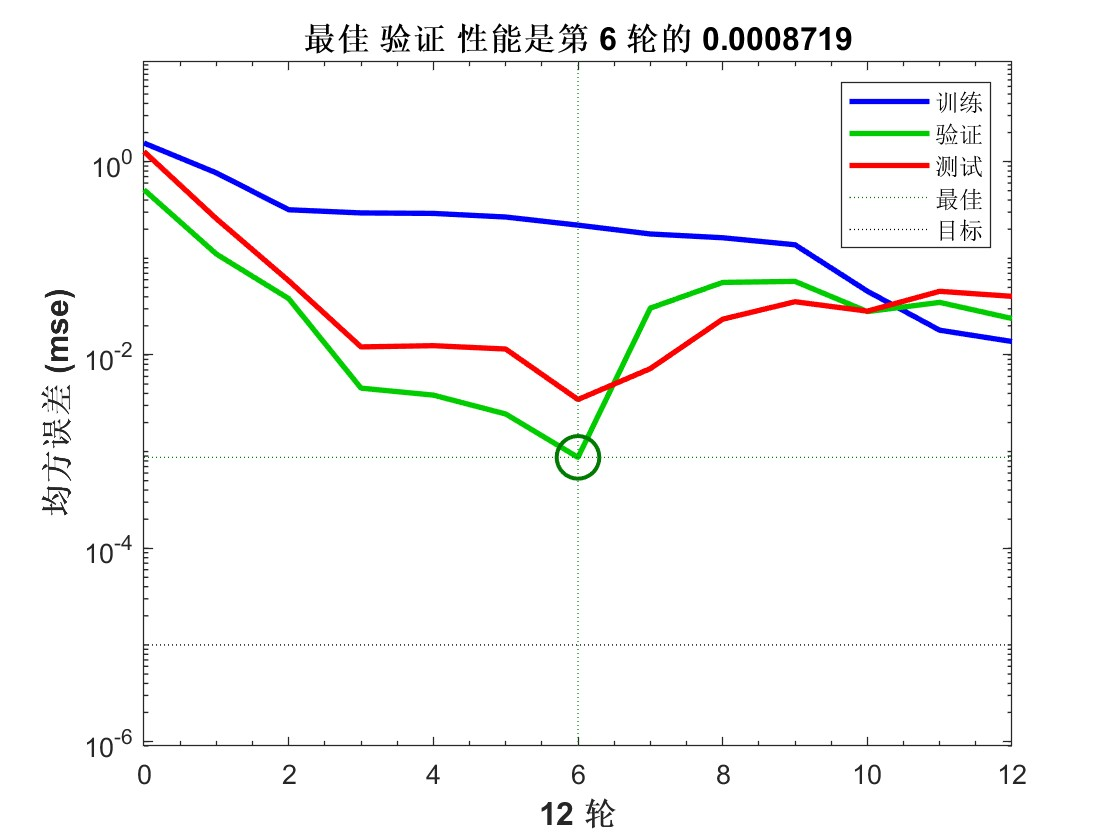 最佳 验证 性能是第 6 轮的 0.0008719
训练
验证
测试
最佳
目标
10^0
10^-2
10^-4
10^-6
均方误差 (mse)
0 2 4 6 8 10 12
12 轮